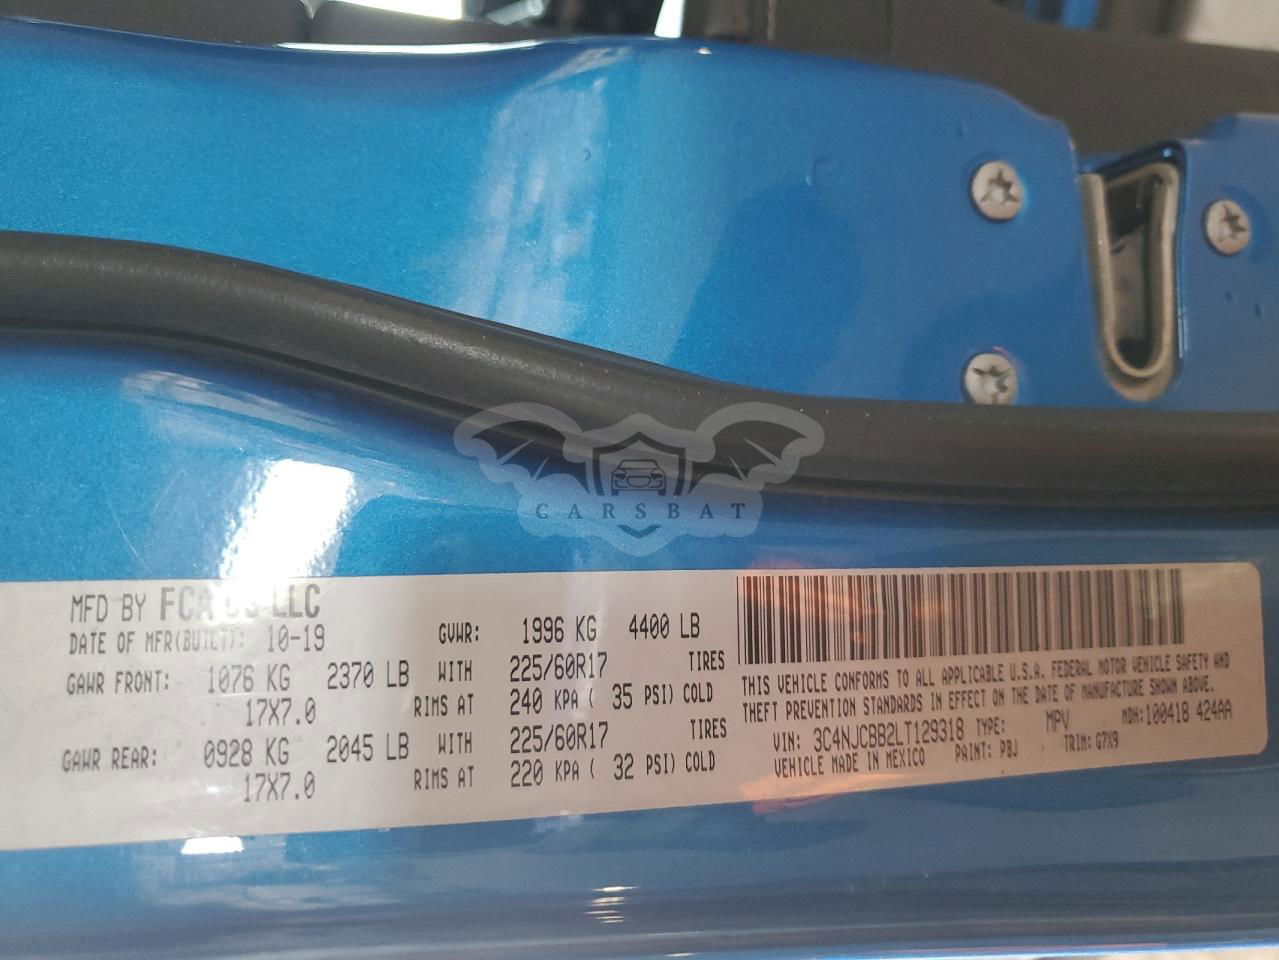 CARSBAT
MFD BY FCA US LLC
DATE OF MFR(BUILT): 10-19 GVWR: 1996 KG 4400 LB
GAWR FRONT: 1076 KG 2370 LB WITH 225/60R17 TIRES
17X7.0 RIMS AT 240 KPA ( 35 PSI) COLD
GAWR REAR: 0928 KG 2045 LB WITH 225/60R17 TIRES
17X7.0 RIMS AT 220 KPA ( 32 PSI) COLD
THIS VEHICLE CONFORMS TO ALL APPLICABLE U.S.A. FEDERAL MOTOR VEHICLE SAFETY AND
THEFT PREVENTION STANDARDS IN EFFECT ON THE DATE OF MANUFACTURE SHOWN ABOVE.
VIN: 3C4NJCBB2LT129318 TYPE: MPV MDH:100418 424AA
VEHICLE MADE IN MEXICO PAINT: PBJ TRIM: G7X9